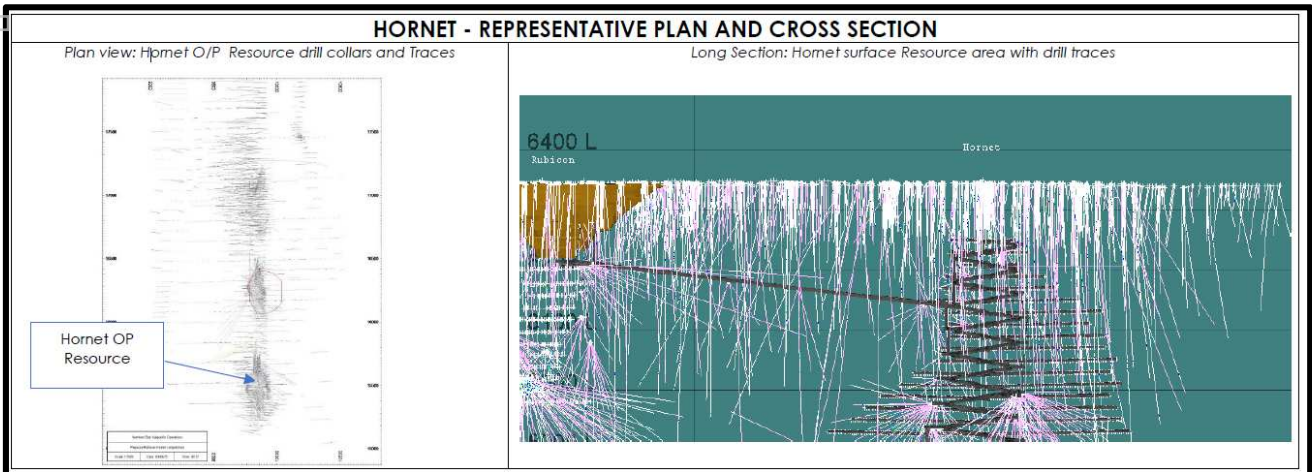 HORNET - REPRESENTATIVE PLAN AND CROSS SECTION
Plan view: Hornet O/P Resource drill collars and Traces
Long Section: Hornet surface Resource area with drill traces
6400 L
Rubicon
Hornet
Hornet OP
Resource